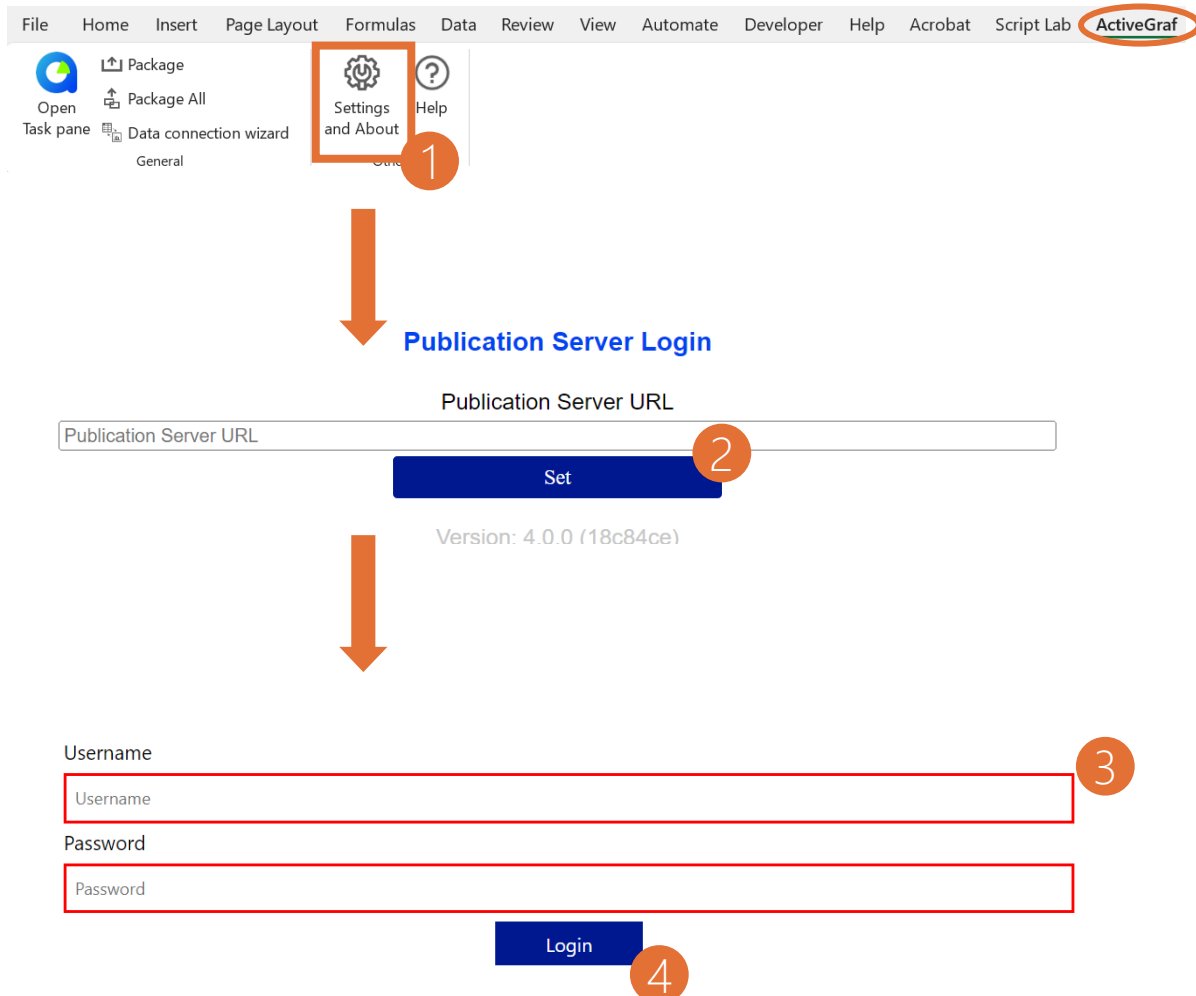 File Home Insert Page Layout Formulas Data Review View Automate Developer Help Acrobat Script Lab ActiveGraf
Open
Task pane
Package
Package All
Data connection wizard
General
Settings
and About
Help
1
Publication Server Login
Publication Server URL
Publication Server URL
2
Set
Version: 4.0.0 (18c84ce)
Username
3
Username
Password
Password
Login
4